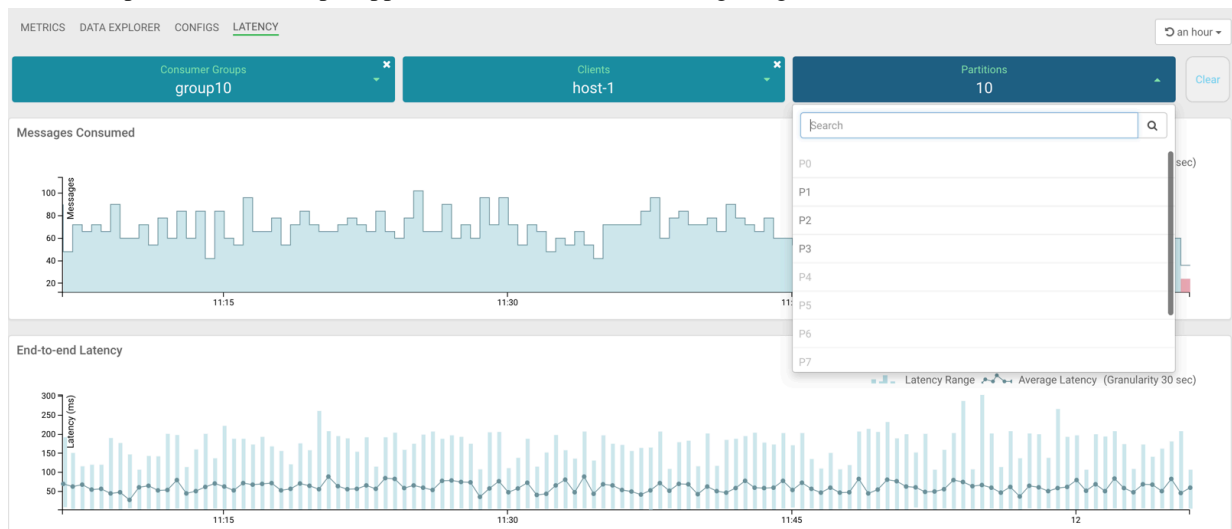 METRICS DATA EXPLORER CONFIGS LATENCY
an hour
Consumer Groups
group10
Clients
host-1
Partitions
10
Clear
Search
P0
P1
P2
P3
P4
P5
P6
P7
Messages Consumed
sec)
Messages
100
80
60
40
20
11:15 11:30 11:
End-to-end Latency
Latency Range Average Latency (Granularity 30 sec)
Latency (ms)
300
250
200
150
100
50
11:15 11:30 11:45 12